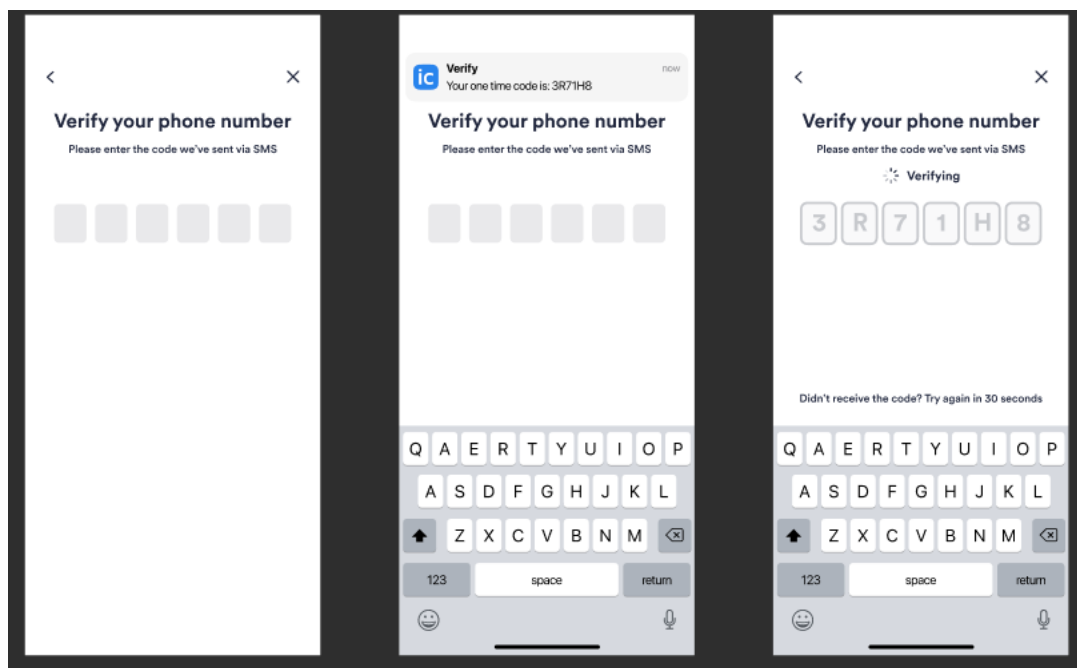 Verify your phone number
Please enter the code we've sent via SMS
ic
Verify
now
Your one time code is: 3R71H8
Verify your phone number
Please enter the code we've sent via SMS
Q A E R T Y U I O P
A S D F G H J K L
Z X C V B N M
123 space return
Verify your phone number
Please enter the code we've sent via SMS
Verifying
3 R 7 1 H 8
Didn't receive the code? Try again in 30 seconds
Q A E R T Y U I O P
A S D F G H J K L
Z X C V B N M
123 space return